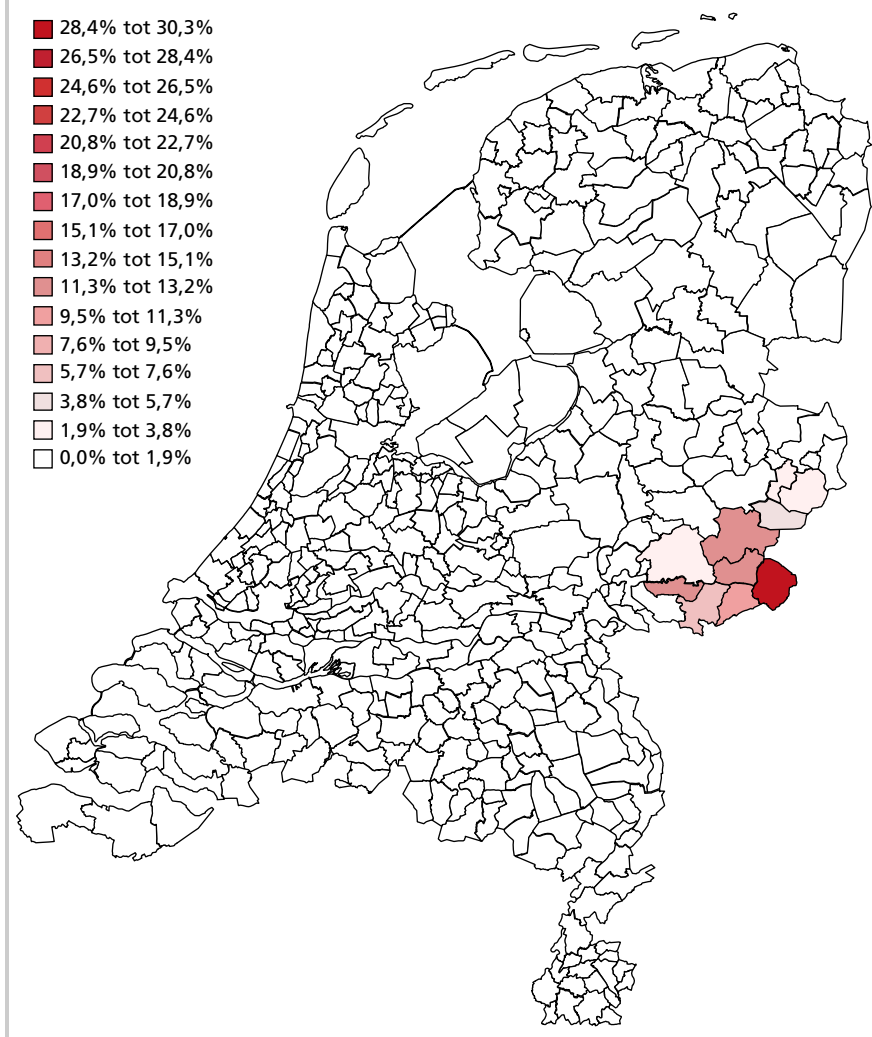 28,4% tot 30,3%
26,5% tot 28,4%
24,6% tot 26,5%
22,7% tot 24,6%
20,8% tot 22,7%
18,9% tot 20,8%
17,0% tot 18,9%
15,1% tot 17,0%
13,2% tot 15,1%
11,3% tot 13,2%
9,5% tot 11,3%
7,6% tot 9,5%
5,7% tot 7,6%
3,8% tot 5,7%
1,9% tot 3,8%
0,0% tot 1,9%